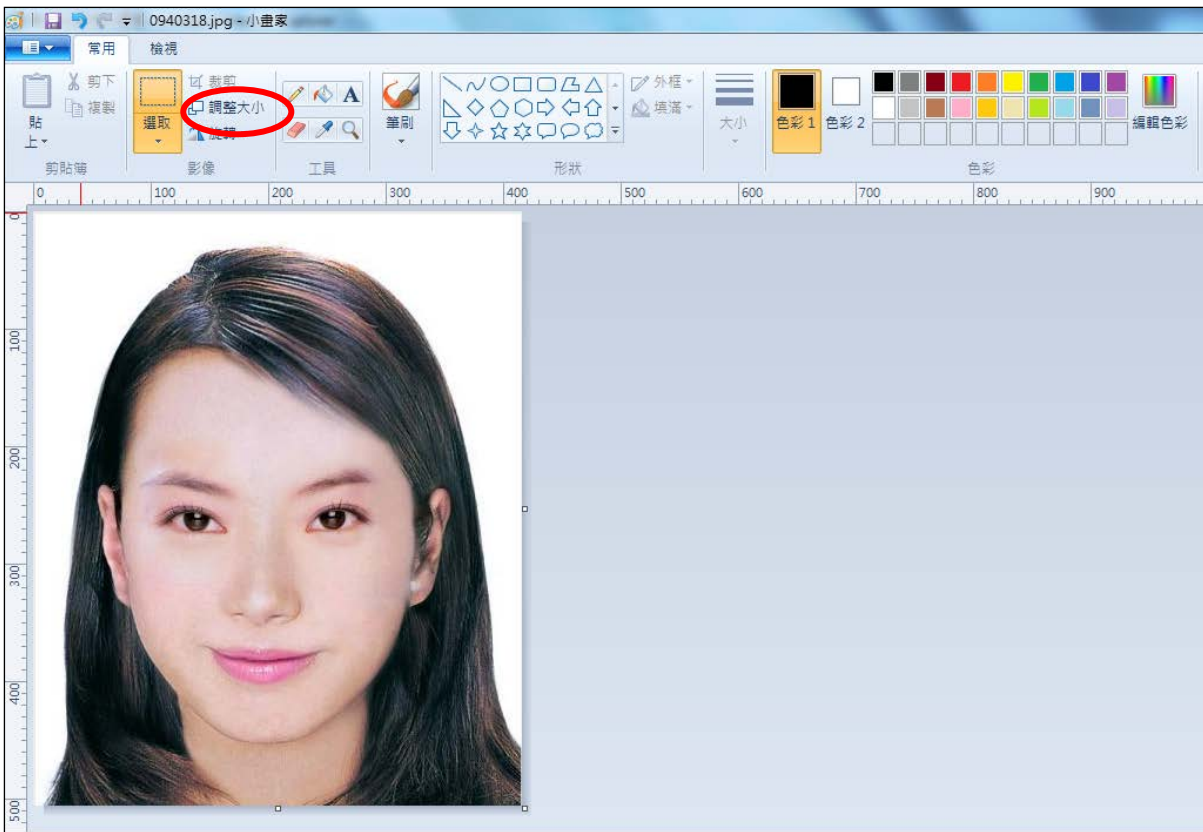 0940318.jpg - 小畫家
常用 檢視
剪下 裁剪 外框
複製 調整大小 A 填滿
貼上 選取 旋轉 筆刷 大小 色彩 1 色彩 2 編輯色彩
剪貼簿 影像 工具 形狀 色彩
0 100 200 300 400 500 600 700 800 900
0
100
200
300
400
500